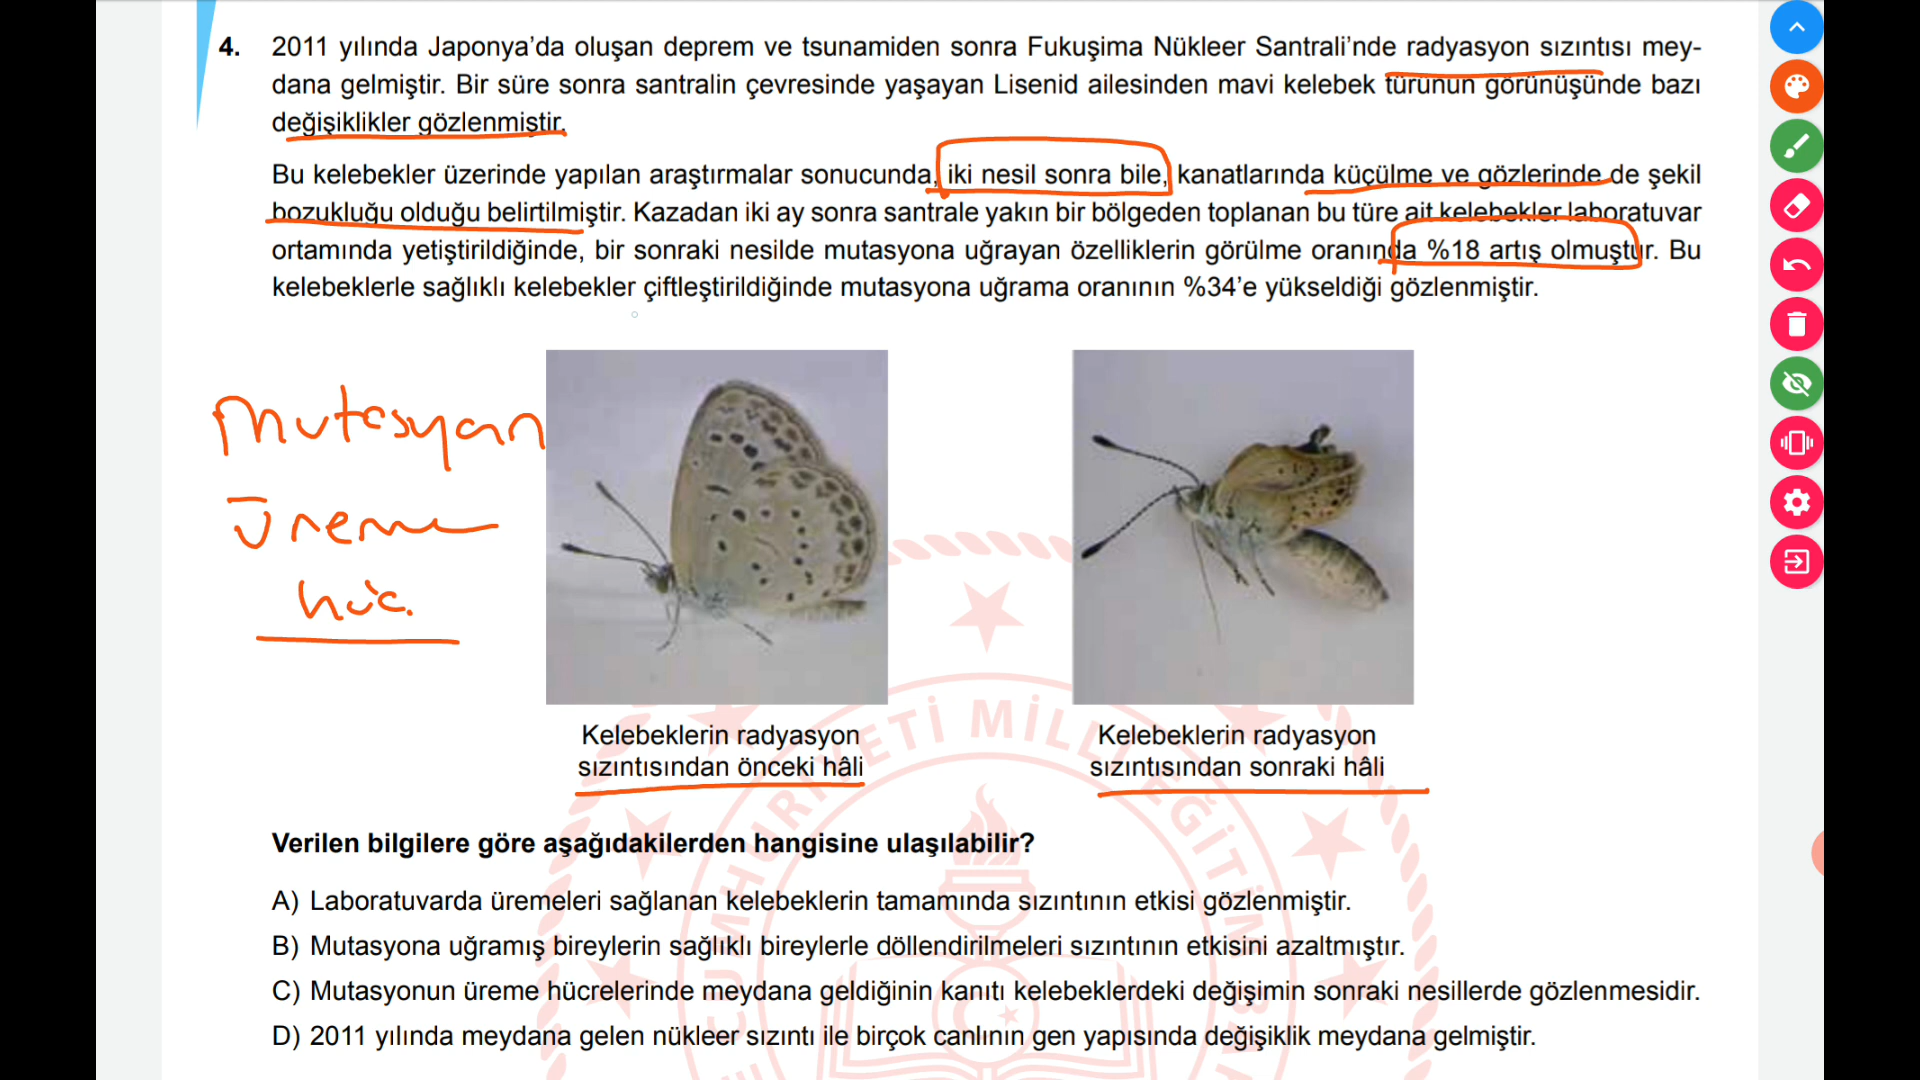 4. 2011 yılında Japonya’da oluşan deprem ve tsunamiden sonra Fukuşima Nükleer Santrali’nde radyasyon sızıntısı mey-
dana gelmiştir. Bir süre sonra santralin çevresinde yaşayan Lisenid ailesinden mavi kelebek türünün görünüşünde bazı
değişiklikler gözlenmiştir.
Bu kelebekler üzerinde yapılan araştırmalar sonucunda, iki nesil sonra bile, kanatlarında küçülme ve gözlerinde de şekil
bozukluğu olduğu belirtilmiştir. Kazadan iki ay sonra santrale yakın bir bölgeden toplanan bu türe ait kelebekler laboratuvar
ortamında yetiştirildiğinde, bir sonraki nesilde mutasyona uğrayan özelliklerin görülme oranında %18 artış olmuştur. Bu
kelebeklerle sağlıklı kelebekler çiftleştirildiğinde mutasyona uğrama oranının %34’e yükseldiği gözlenmiştir.
Mutasyon
Üreme
hüc.
Kelebeklerin radyasyon
sızıntısından önceki hâli
Kelebeklerin radyasyon
sızıntısından sonraki hâli
Verilen bilgilere göre aşağıdakilerden hangisine ulaşılabilir?
A) Laboratuvarda üremeleri sağlanan kelebeklerin tamamında sızıntının etkisi gözlenmiştir.
B) Mutasyona uğramış bireylerin sağlıklı bireylerle döllendirilmeleri sızıntının etkisini azaltmıştır.
C) Mutasyonun üreme hücrelerinde meydana geldiğinin kanıtı kelebeklerdeki değişimin sonraki nesillerde gözlenmesidir.
D) 2011 yılında meydana gelen nükleer sızıntı ile birçok canlının gen yapısında değişiklik meydana gelmiştir.